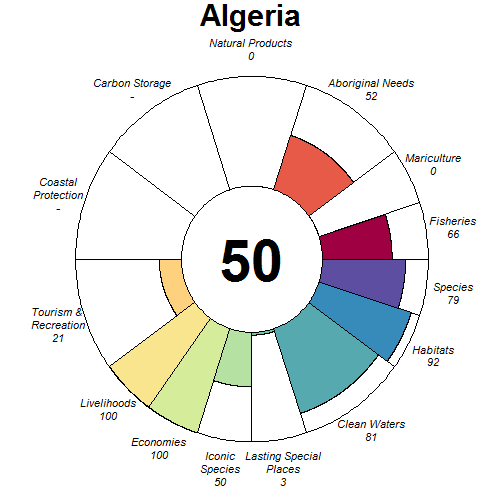 Algeria
Natural Products
0
Carbon Storage
-
Aboriginal Needs
52
Mariculture
0
Coastal
Protection
-
Fisheries
66
50
Species
79
Tourism &
Recreation
21
Habitats
92
Livelihoods
100
Clean Waters
81
Economies
100
Iconic
Species
50
Lasting Special
Places
3